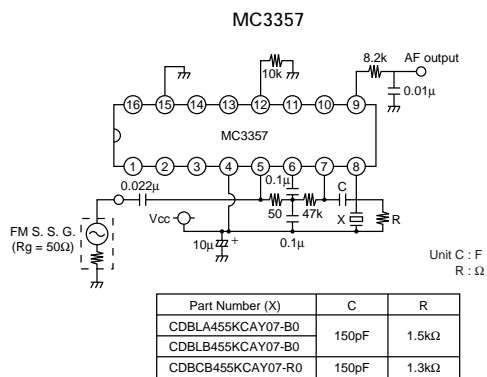 MC3357
8.2k
AF output
10k
0.01μ
16 15 14 13 12 11 10 9
MC3357
1 2 3 4 5 6 7 8
0.1μ
0.022μ
C
50
47k
X
R
Vcc
FM S. S. G.
(Rg = 50Ω)
10μ
+
0.1μ
Unit C : F
R : Ω
Part Number (X) C R
CDBLA455KCAY07-B0
150pF 1.5kΩ
CDBLB455KCAY07-B0
CDBCB455KCAY07-R0 150pF 1.3kΩ